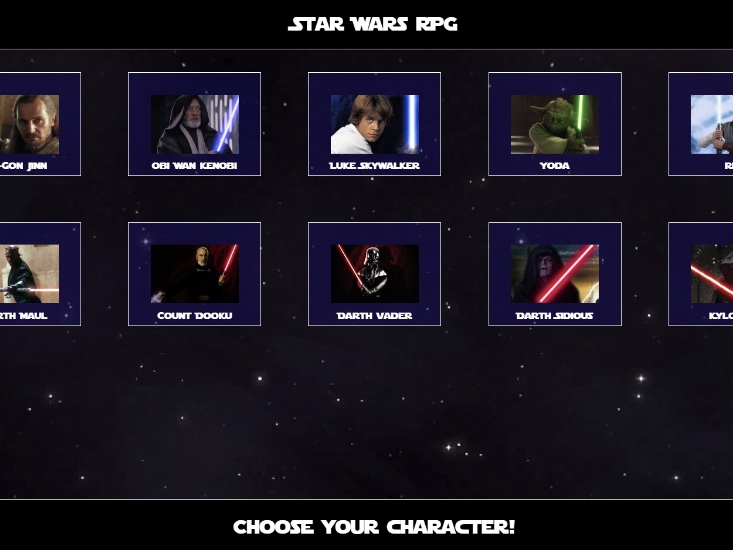 STAR WARS RPG
-GON JINN
OBI WAN KENOBI
LUKE SKYWALKER
YODA
R
RTH MAUL
COUNT DOOKU
DARTH VADER
DARTH SIDIOUS
KYLO
CHOOSE YOUR CHARACTER!